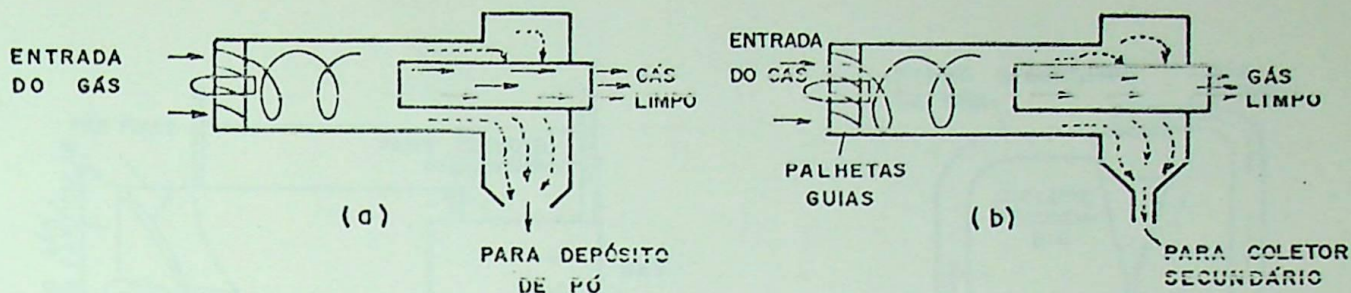 ENTRADA
DO GÁS
GÁS
LIMPO
(a)
PARA DEPÓSITO
DE PÓ
ENTRADA
DO GÁS
PALHETAS
GUIAS
GÁS
LIMPO
(b)
PARA COLETOR
SECUNDÁRIO